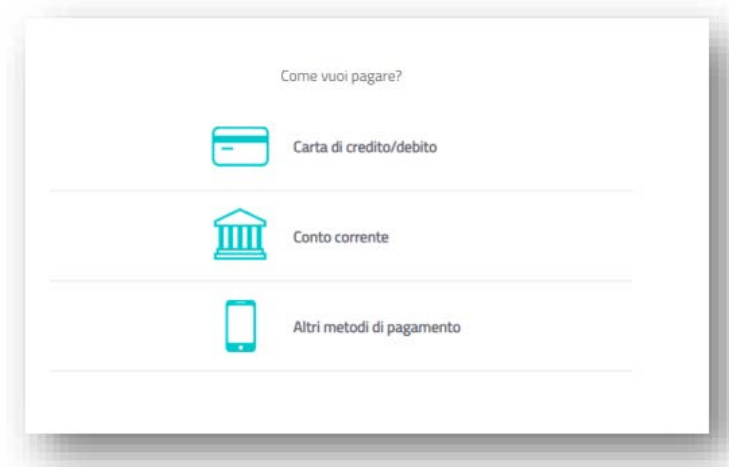 Come vuoi pagare?
Carta di credito/debito
Conto corrente
Altri metodi di pagamento